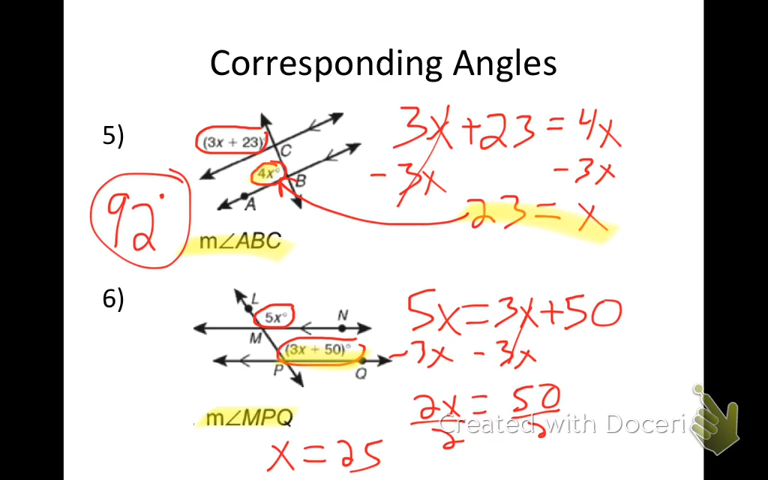 Corresponding Angles
5)
(3x + 23)
C
4x°
B
A
92°
m∠ABC
3x + 23 = 4x
- 3x - 3x
23 = x
6)
L
5x°
N
M
(3x + 50)°
P
Q
m∠MPQ
5x = 3x + 50
- 3x - 3x
2x = 50
2 2
x = 25
Created with Doceri